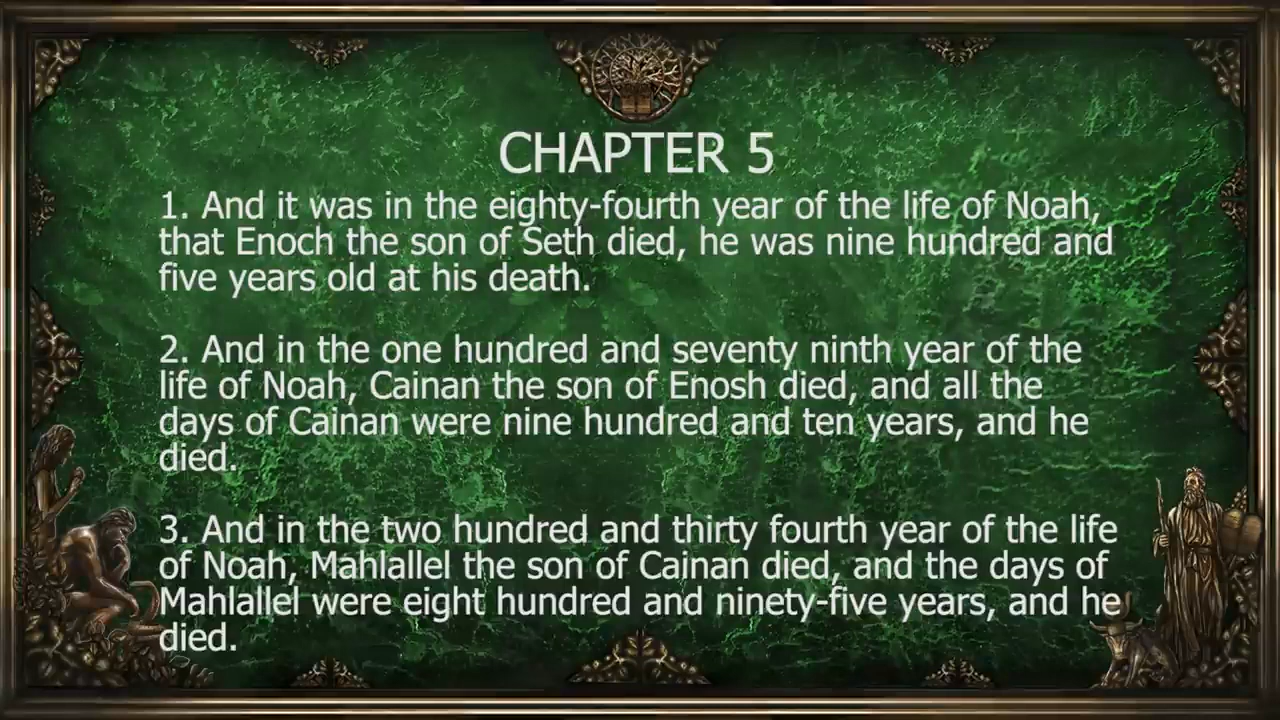 CHAPTER 5
1. And it was in the eighty-fourth year of the life of Noah,
that Enoch the son of Seth died, he was nine hundred and
five years old at his death.
2. And in the one hundred and seventy ninth year of the
life of Noah, Cainan the son of Enosh died, and all the
days of Cainan were nine hundred and ten years, and he
died.
3. And in the two hundred and thirty fourth year of the life
of Noah, Mahlallel the son of Cainan died, and the days of
Mahlallel were eight hundred and ninety-five years, and he
died.